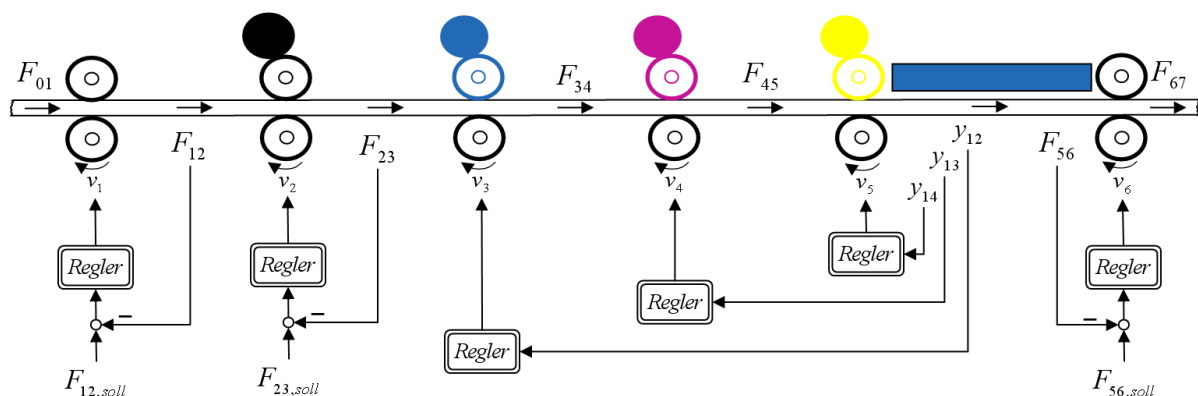 F01 F34 F45 F67
F12 F23 y12 F56
y13
v1 v2 v3 v4 v5 v6
y14
Regler Regler Regler Regler
Regler
− − −
Regler
F12,soll F23,soll F56,soll